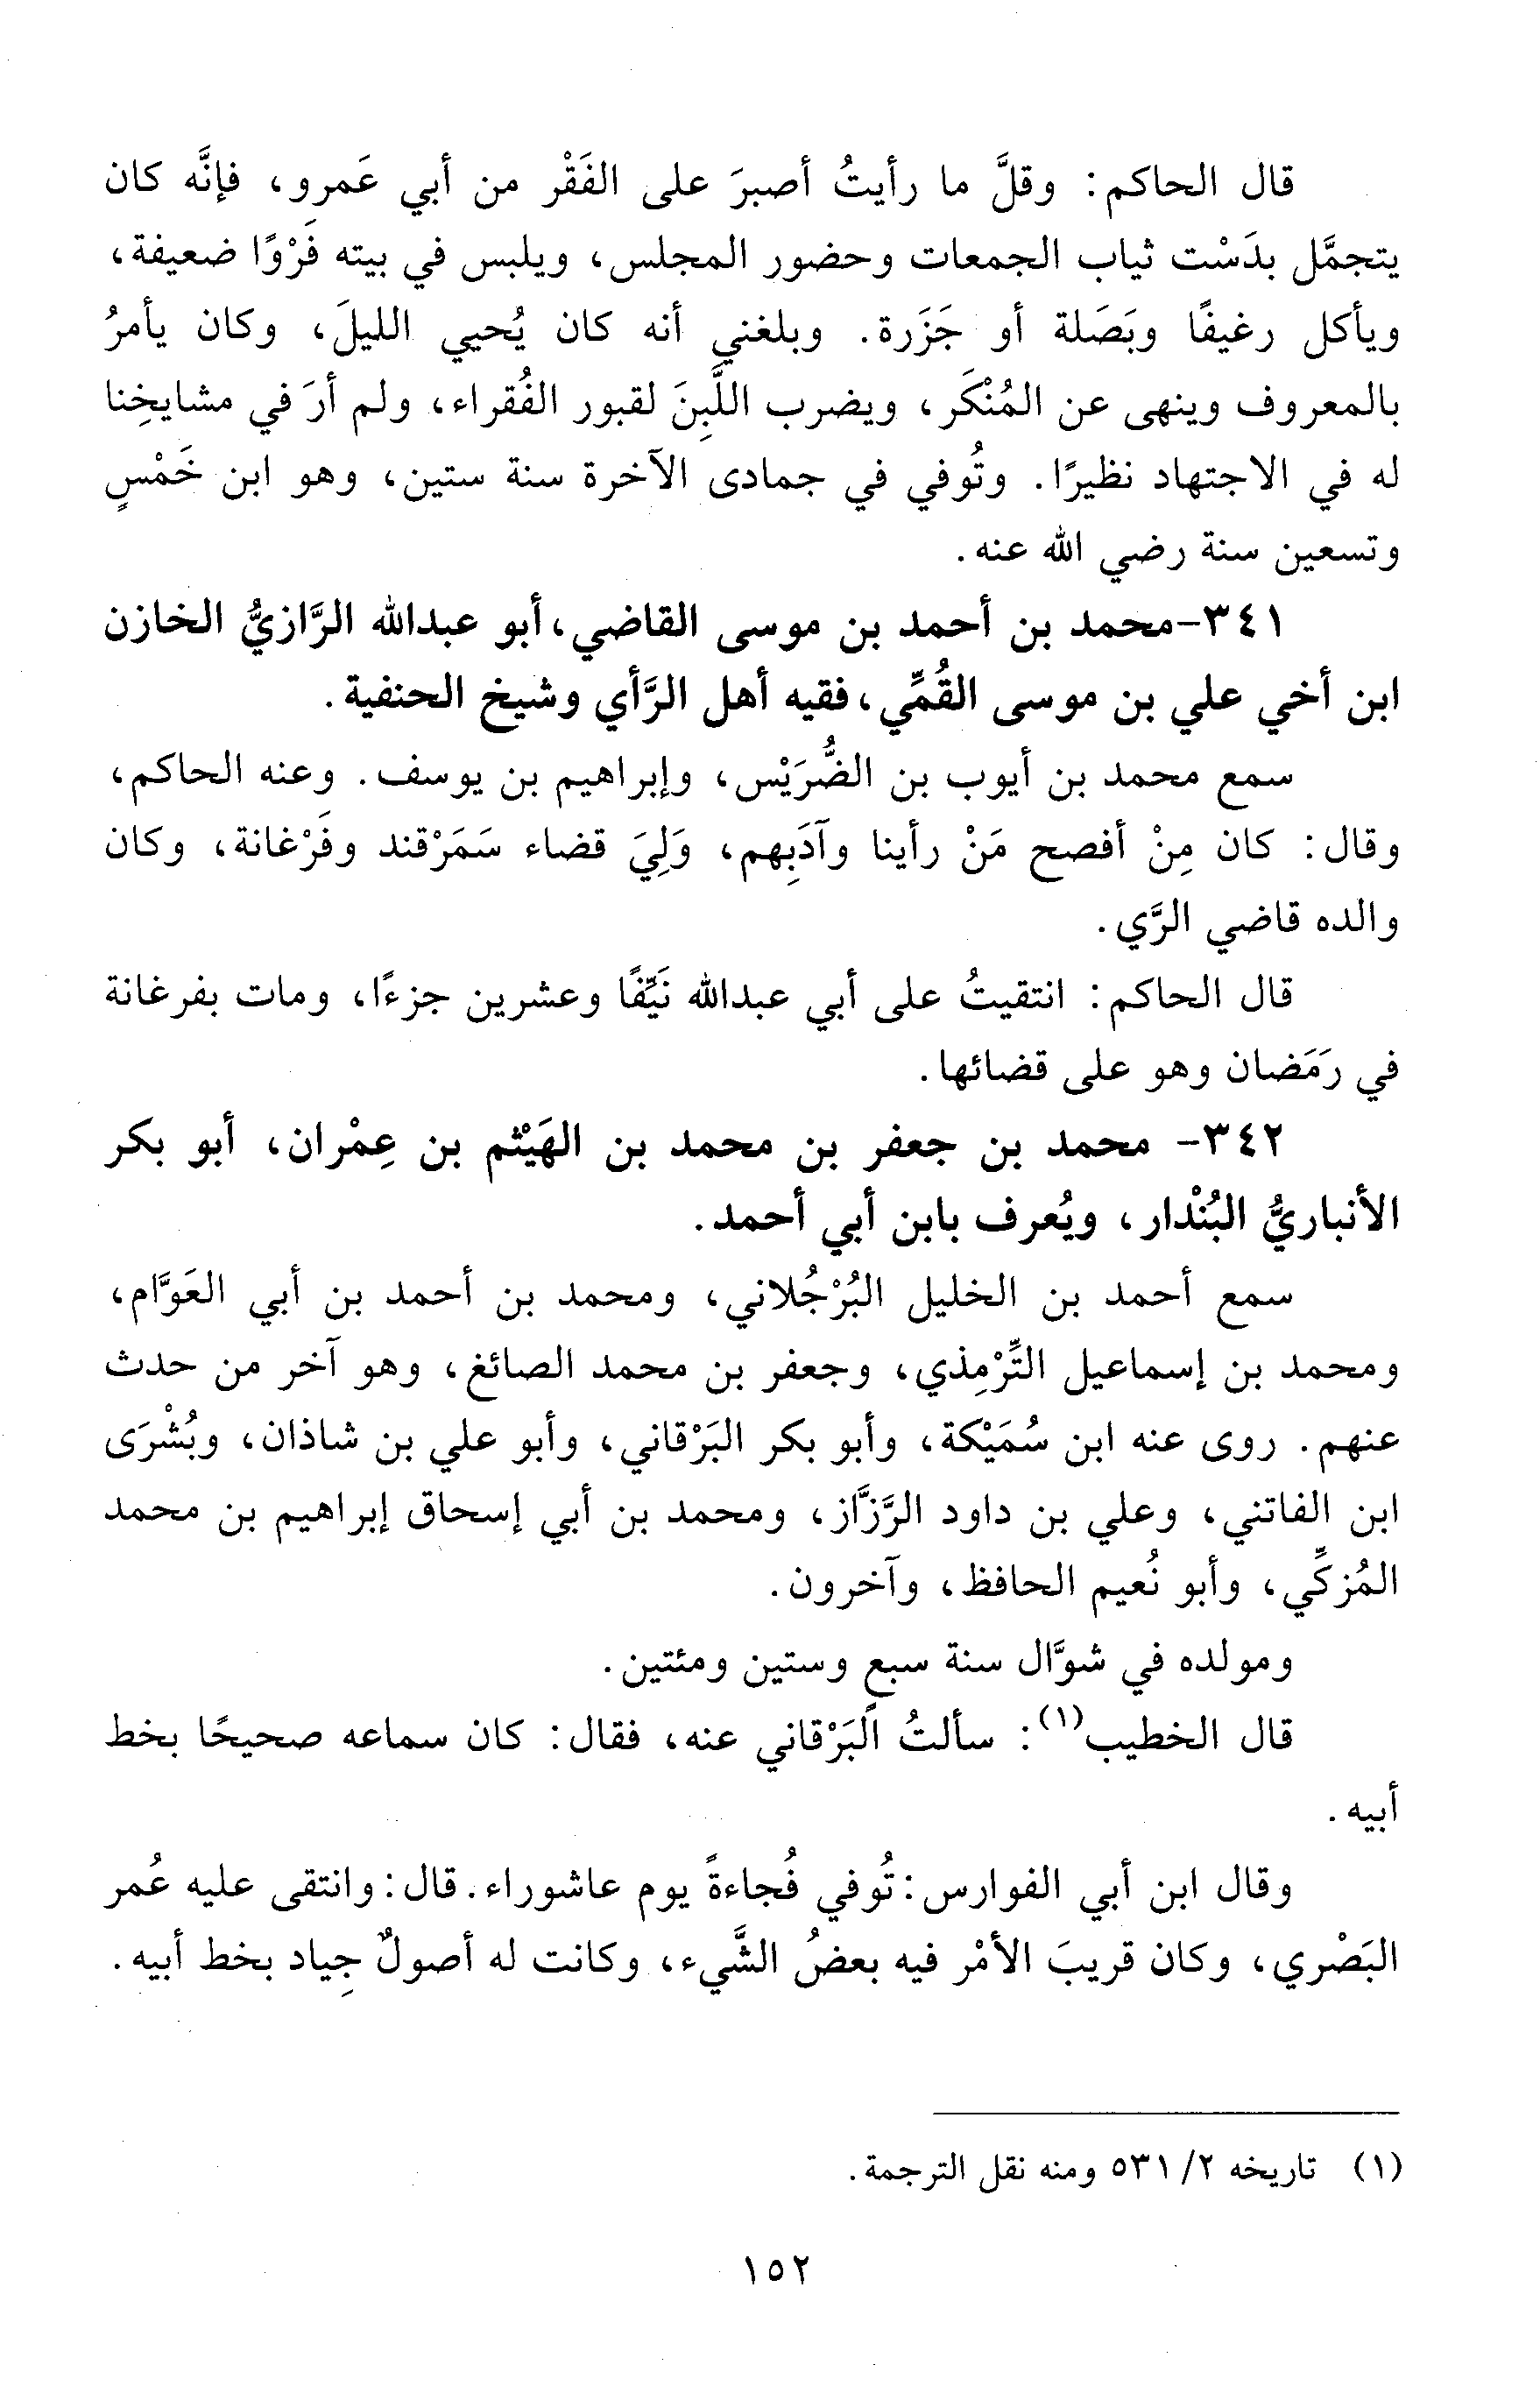 قال الحاكم: وقلَّ ما رأيتُ أصبرَ على الفَقْر من أبي عَمرو، فإنَّه كان
يتجمَّل بدَسْت ثياب الجمعات وحضور المجلس، ويلبس في بيته فَرْوًا ضعيفة،
ويأكل رغيفًا وبَصَلة أو جَزَرة. وبلغني أنه كان يُحيي الليلَ، وكان يأمرُ
بالمعروف وينهى عن المُنْكَر، ويضرب اللَّبِنَ لقبور الفُقراء، ولم أرَ في مشايخِنا
له في الاجتهاد نظيرًا. وتُوفي في جمادى الآخرة سنة ستين، وهو ابن خَمْسٍ
وتسعين سنة رضي الله عنه.
٣٤١-محمد بن أحمد بن موسى القاضي، أبو عبدالله الرَّازيُّ الخازن
ابن أخي علي بن موسى القُمِّي، فقيه أهل الرَّأي وشيخ الحنفية.
سمع محمد بن أيوب بن الضُّرَيْس، وإبراهيم بن يوسف. وعنه الحاكم،
وقال: كان مِنْ أفصح مَنْ رأينا وآدَبِهم، وَلِيَ قضاء سَمَرْقند وفَرْغانة، وكان
والده قاضي الرَّي.
قال الحاكم: انتقيتُ على أبي عبدالله نَيِّفًا وعشرين جزءًا، ومات بفرغانة
في رَمَضان وهو على قضائها.
٣٤٢- محمد بن جعفر بن محمد بن الهَيْثم بن عِمْران، أبو بكر
الأنباريُّ البُنْدار، ويُعرف بابن أبي أحمد.
سمع أحمد بن الخليل البُرْجُلاني، ومحمد بن أحمد بن أبي العَوَّام،
ومحمد بن إسماعيل التِّرْمِذي، وجعفر بن محمد الصائغ، وهو آخر من حدث
عنهم. روى عنه ابن سُمَيْكة، وأبو بكر البَرْقاني، وأبو علي بن شاذان، وبُشْرَى
ابن الفاتني، وعلي بن داود الرَّزَّاز، ومحمد بن أبي إسحاق إبراهيم بن محمد
المُزكِّي، وأبو نُعيم الحافظ، وآخرون.
ومولده في شوَّال سنة سبع وستين ومئتين.
قال الخطيب(١): سألتُ البَرْقاني عنه، فقال: كان سماعه صحيحًا بخط
أبيه.
وقال ابن أبي الفوارس: تُوفي فُجاءةً يوم عاشوراء. قال: وانتقى عليه عُمر
البَصْري، وكان قريبَ الأمْر فيه بعضُ الشَّيء، وكانت له أصولٌ جِياد بخط أبيه.
(١) تاريخه ٢/ ٥٣١ ومنه نقل الترجمة.
١٥٢